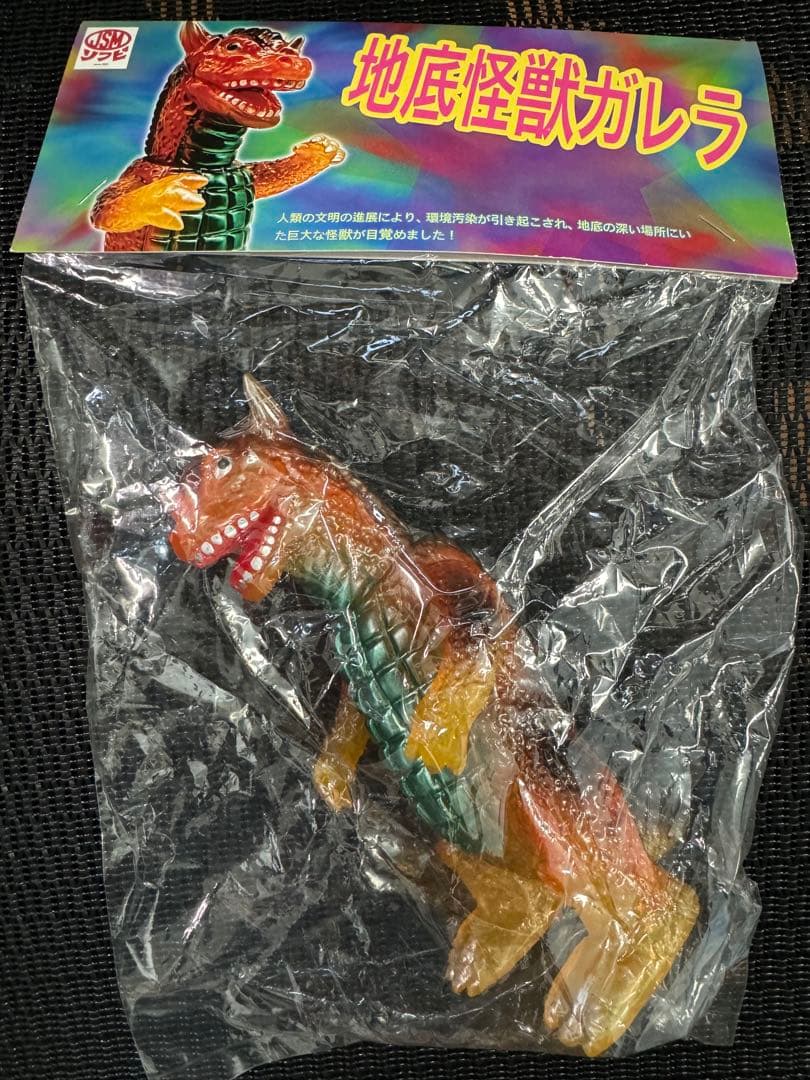 JSM
ソフビ
地底怪獣ガレラ
人類の文明の進展により、環境汚染が引き起こされ、地底の深い場所にい
た巨大な怪獣が目覚めました！